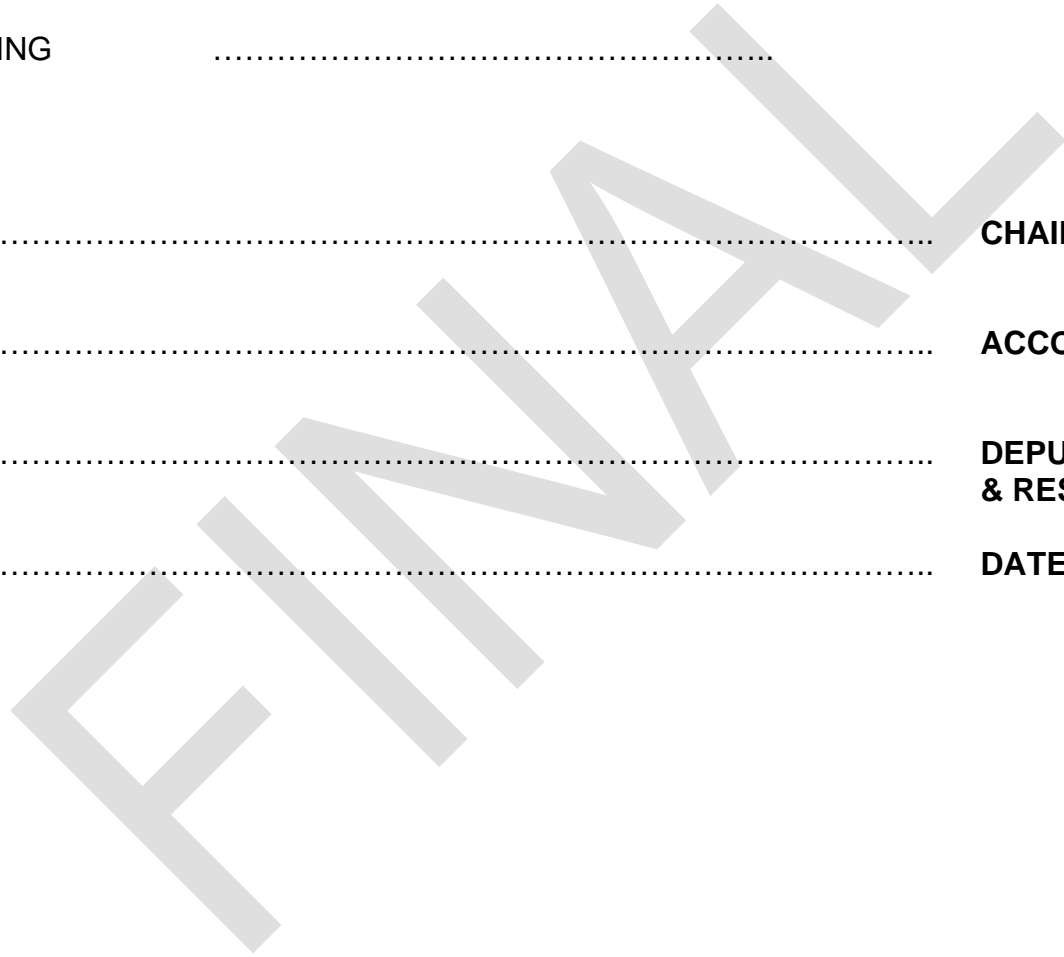 ING ……………………………………………..
…………………………………………………………………………….. CHAI
…………………………………………………………………………….. ACCO
…………………………………………………………………………….. DEPU
& RES
…………………………………………………………………………….. DATE
FINAL